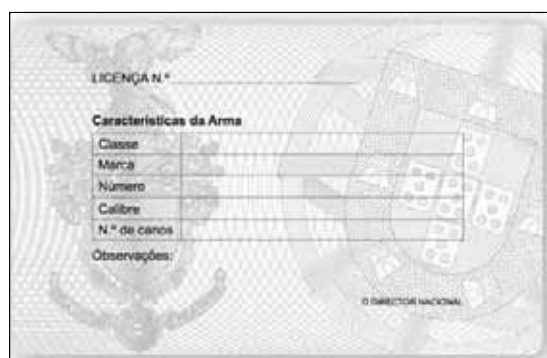 LICENÇA N.º
Características da Arma
Classe
Marca
Número
Calibre
N.º de canos
Observações:
O DIRECTOR NACIONAL